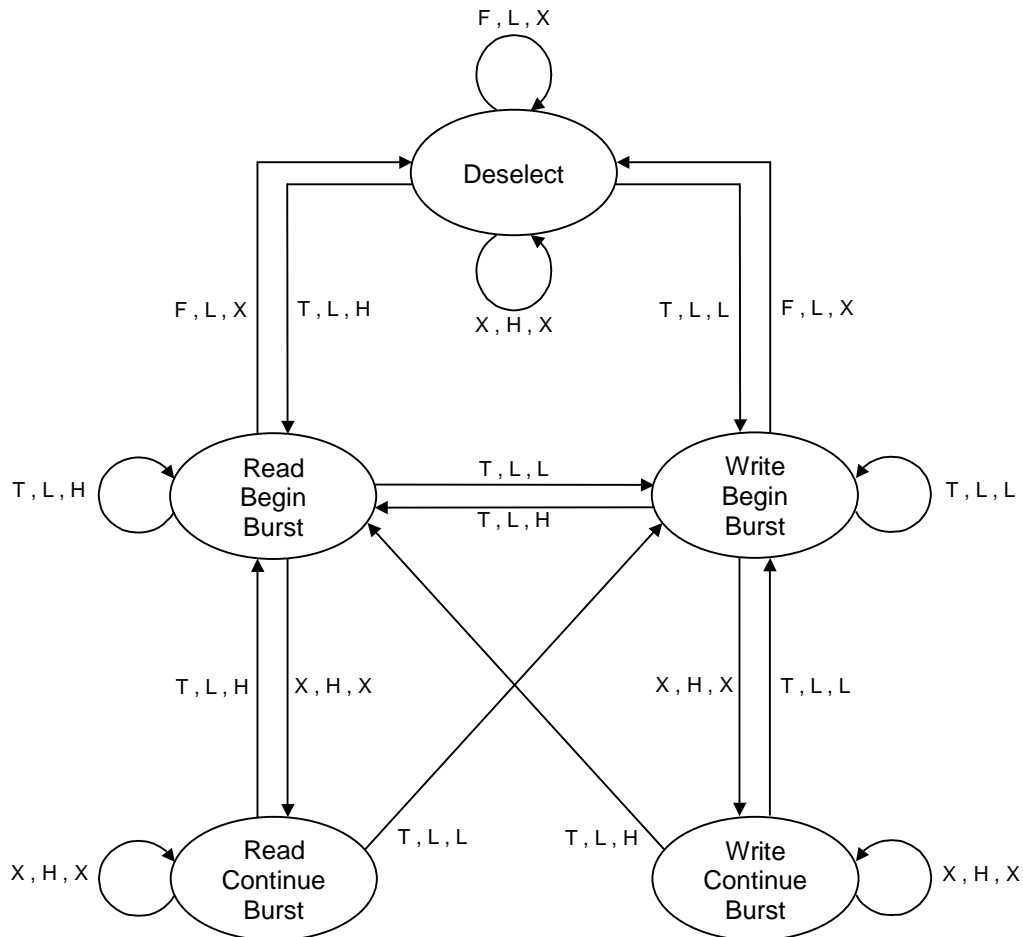 F , L , X
Deselect
X , H , X
F , L , X
T , L , H
T , L , L
F , L , X
T , L , H
Read
Begin
Burst
T , L , L
T , L , H
Write
Begin
Burst
T , L , L
T , L , H
X , H , X
X , H , X
T , L , L
X , H , X
Read
Continue
Burst
T , L , L
T , L , H
Write
Continue
Burst
X , H , X